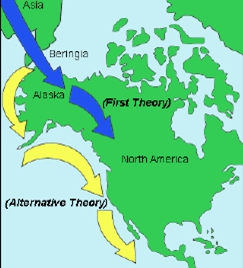 Asia
Beringia
Alaska
(First Theory)
North America
(Alternative Theory)